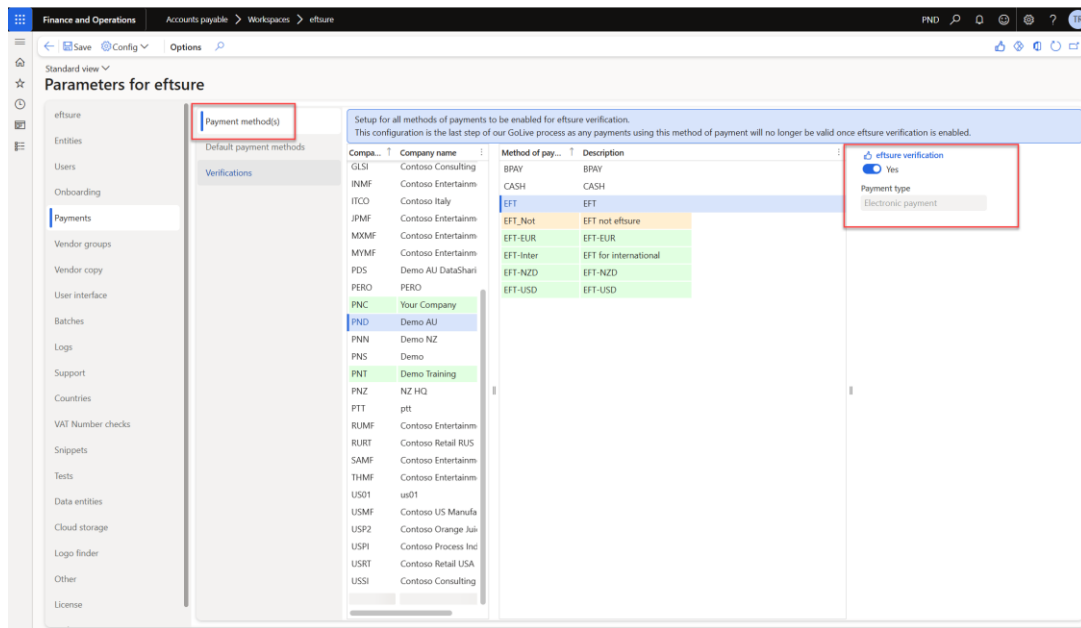 Finance and Operations
Accounts payable > Workspaces > eftsure
PND
?
TR
Save Config Options
Standard view
Parameters for eftsure
eftsure
Entities
Users
Onboarding
Payments
Vendor groups
Vendor copy
User interface
Batches
Logs
Support
Countries
VAT Number checks
Snippets
Tests
Data entities
Cloud storage
Logo finder
Other
License
Payment method(s)
Default payment methods
Verifications
Setup for all methods of payments to be enabled for eftsure verification.
This configuration is the last step of our GoLive process as any payments using this method of payment will no longer be valid once eftsure verification is enabled.
Compa... ↑ Company name
GLSI Contoso Consulting
INMF Contoso Entertainm
ITCO Contoso Italy
JPMF Contoso Entertainm
MXMF Contoso Entertainm
MYMF Contoso Entertainm
PDS Demo AU DataShari
PERO PERO
PNC Your Company
PND Demo AU
PNN Demo NZ
PNS Demo
PNT Demo Training
PNZ NZ HQ
PTT ptt
RUMF Contoso Entertainm
RURT Contoso Retail RUS
SAMF Contoso Entertainm
THMF Contoso Entertainm
US01 us01
USMF Contoso US Manufa
USP2 Contoso Orange Jui
USPI Contoso Process Ind
USRT Contoso Retail USA
USSI Contoso Consulting
Method of pay... ↑ Description
BPAY BPAY
CASH CASH
EFT EFT
EFT_Not EFT not eftsure
EFT-EUR EFT-EUR
EFT-Inter EFT for international
EFT-NZD EFT-NZD
EFT-USD EFT-USD
eftsure verification
Yes
Payment type
Electronic payment